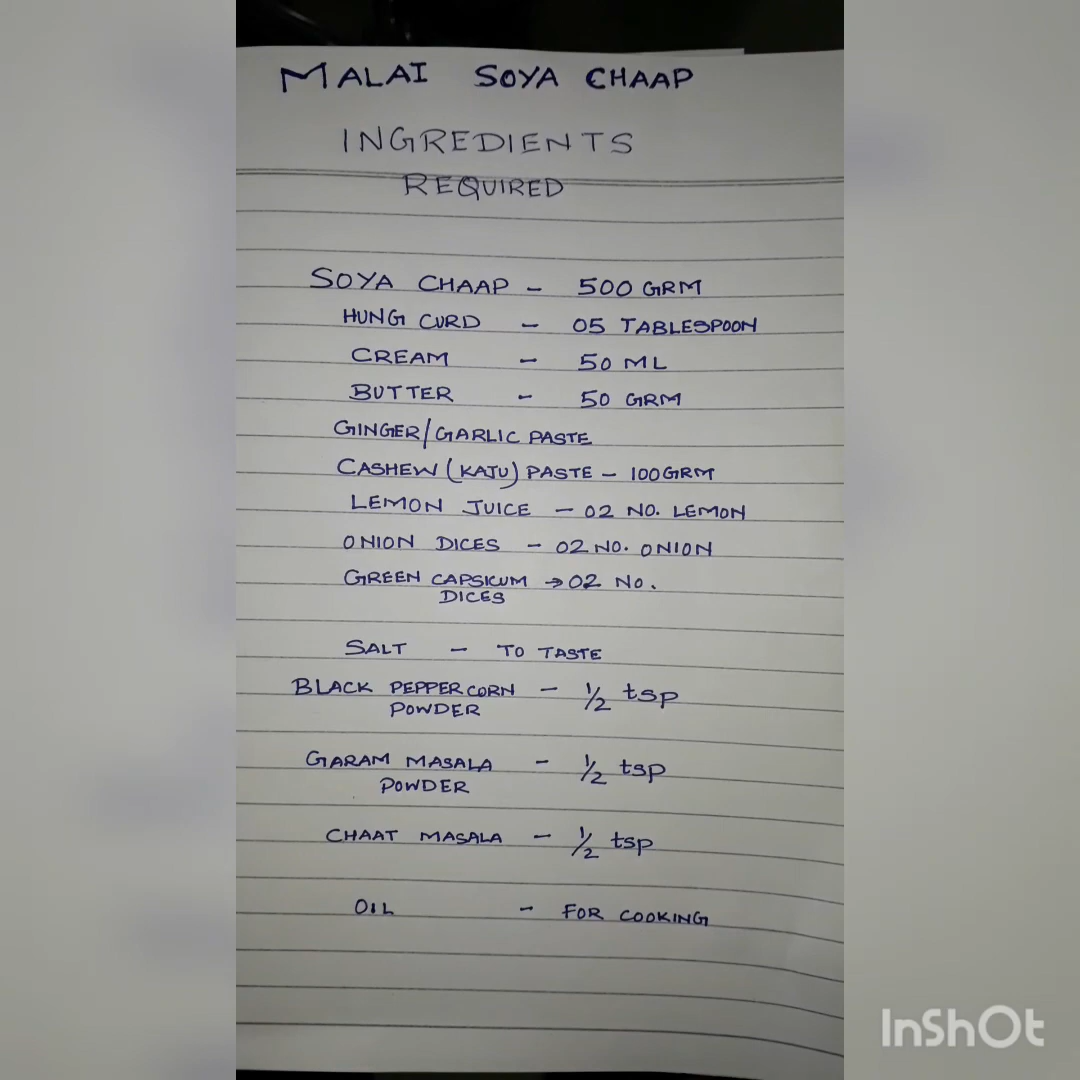 MALAI SOYA CHAAP
INGREDIENTS
REQUIRED
SOYA CHAAP - 500 GRM
HUNG CURD - 05 TABLESPOON
CREAM - 50 ML
BUTTER - 50 GRM
GINGER/GARLIC PASTE
CASHEW (KAJU) PASTE - 100GRM
LEMON JUICE - 02 NO. LEMON
ONION DICES - 02 NO. ONION
GREEN CAPSICUM → 02 NO.
DICES
SALT - TO TASTE
BLACK PEPPERCORN - 1/2 tsp
POWDER
GARAM MASALA - 1/2 tsp
POWDER
CHAAT MASALA - 1/2 tsp
OIL - FOR COOKING
InShOt